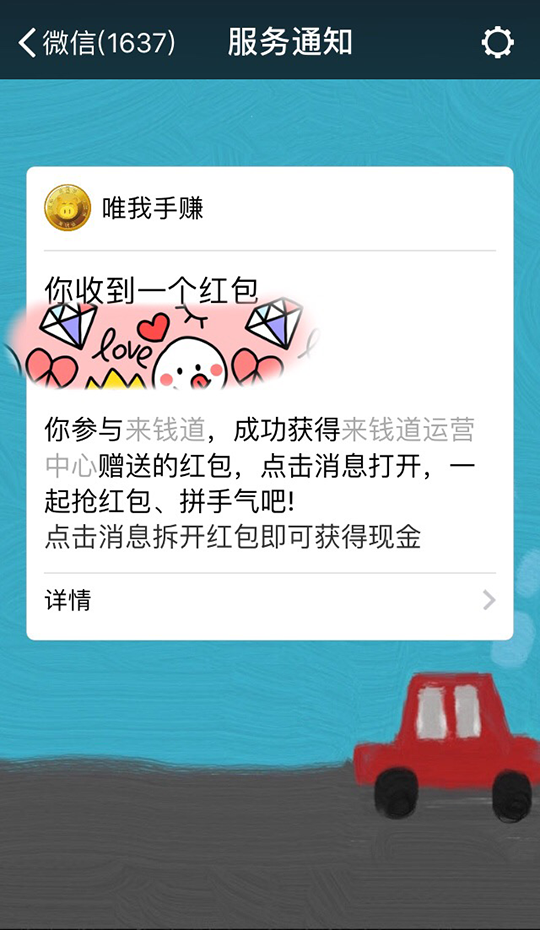 微信(1637)
服务通知
唯我手赚
你收到一个红包
love
你参与来钱道，成功获得来钱道运营
中心赠送的红包，点击消息打开，一
起抢红包、拼手气吧!
点击消息拆开红包即可获得现金
详情